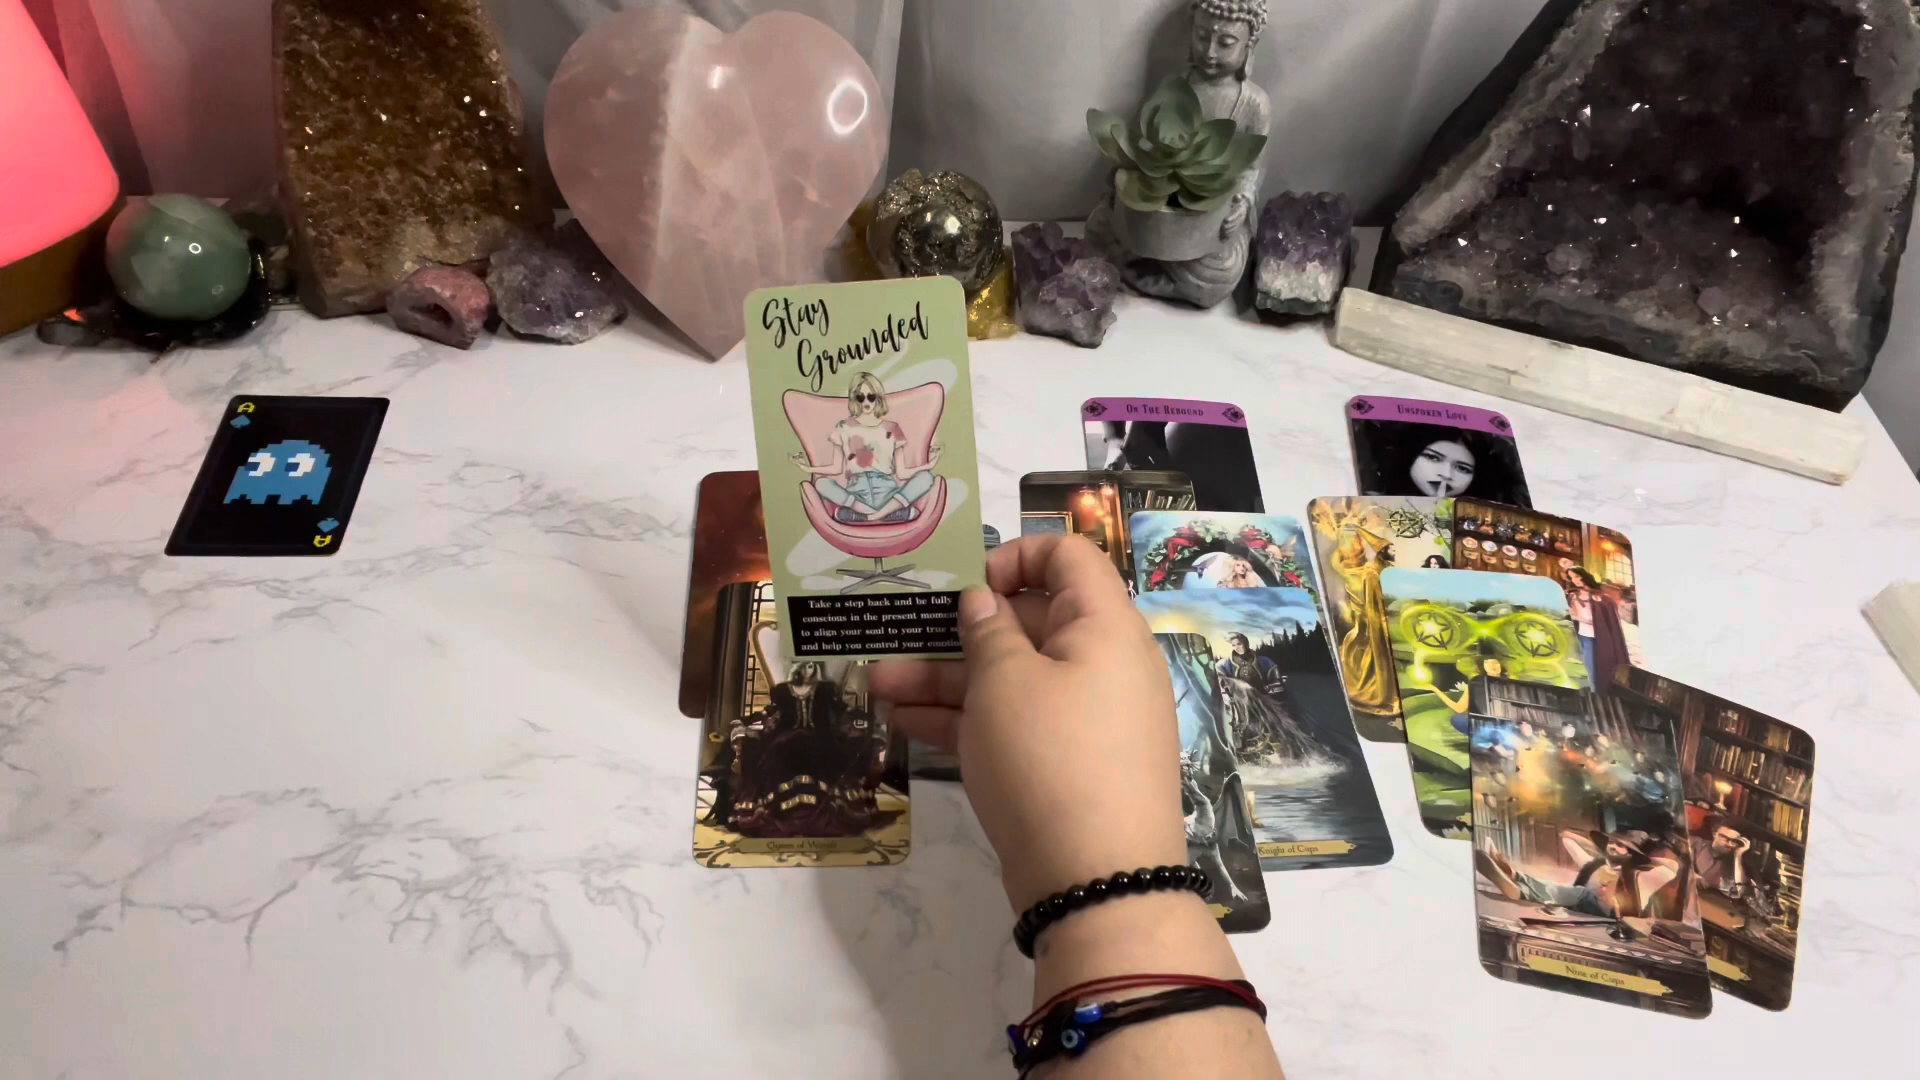 Stay
Grounded
Take a step back and be fully
conscious in the present
to align your soul to your true
and help you control your
A
A
ON THE REBOUND
UNSPOKEN LOVE
Queen of Wands
Knight of Cups
Nine of Cups